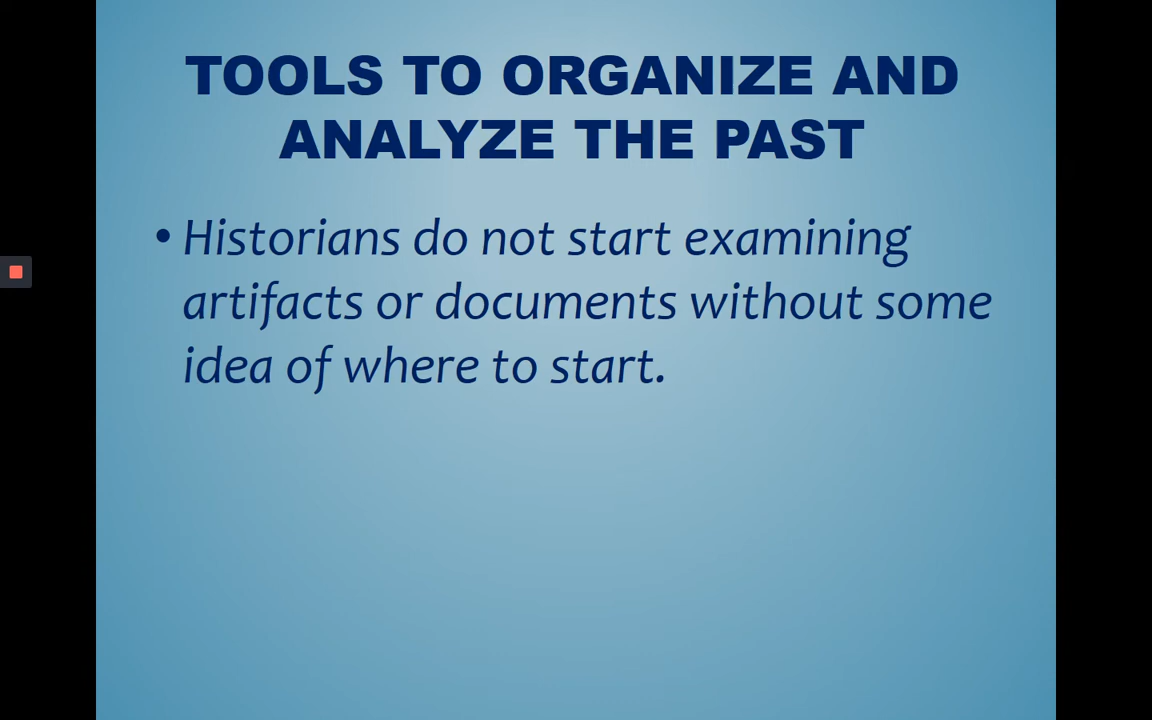 TOOLS TO ORGANIZE AND
ANALYZE THE PAST
• Historians do not start examining
artifacts or documents without some
idea of where to start.